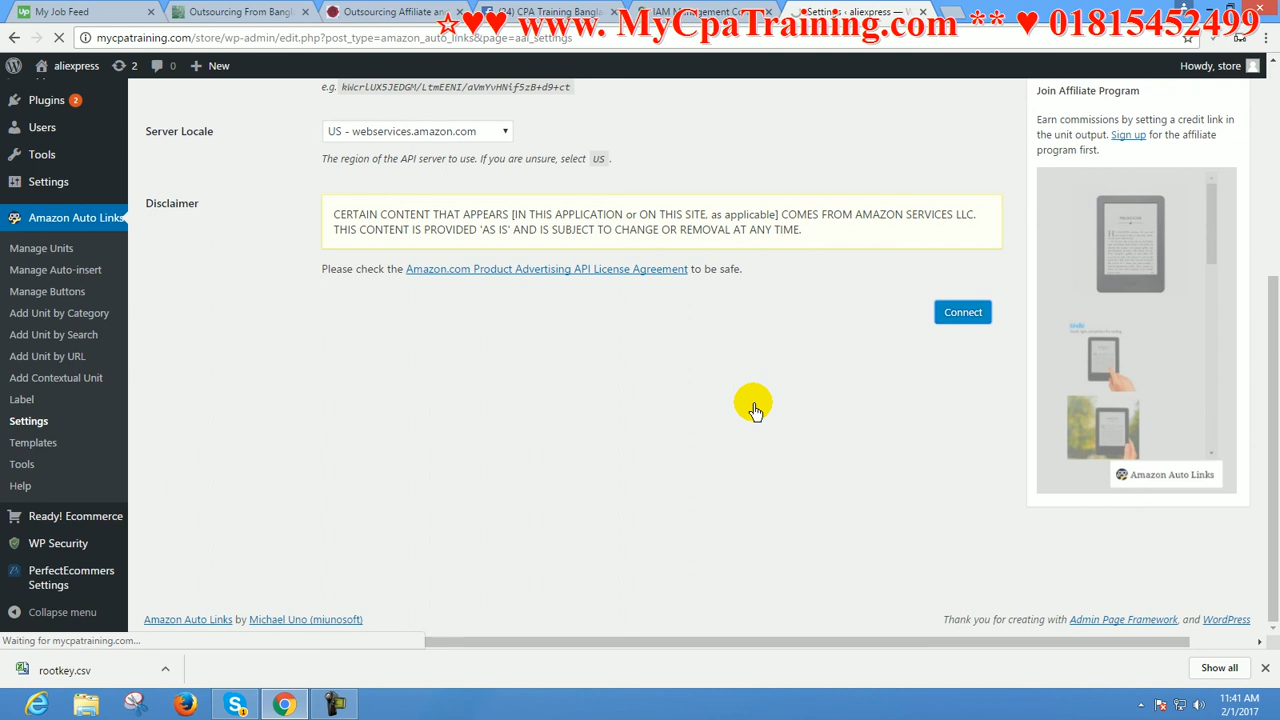 ☆♥♥ www. MyCpaTraining.com ** ♥ 01815452499
My Job Feed
Outsourcing From Bangl
Outsourcing Affiliate an
(24) CPA Training Bangla
IAM Management Co
Settings ‹ aliexpress — W
mycpatraining.com/store/wp-admin/edit.php?post_type=amazon_auto_links&page=aal_settings
aliexpress
2
0
+ New
Howdy, store
Plugins 2
Users
Tools
Settings
Amazon Auto Links
Manage Units
Manage Auto-insert
Manage Buttons
Add Unit by Category
Add Unit by Search
Add Unit by URL
Add Contextual Unit
Label
Settings
Templates
Tools
Help
Ready! Ecommerce
WP Security
PerfectEcommers
Settings
Collapse menu
e.g. kWcrlUX5JEDGM/LtmEENI/aVmYvHNif5zB+d9+ct
Server Locale
US - webservices.amazon.com
The region of the API server to use. If you are unsure, select US .
Disclaimer
CERTAIN CONTENT THAT APPEARS [IN THIS APPLICATION or ON THIS SITE, as applicable] COMES FROM AMAZON SERVICES LLC.
THIS CONTENT IS PROVIDED 'AS IS' AND IS SUBJECT TO CHANGE OR REMOVAL AT ANY TIME.
Please check the Amazon.com Product Advertising API License Agreement to be safe.
Connect
Join Affiliate Program
Earn commissions by setting a credit link in
the unit output. Sign up for the affiliate
program first.
Amazon Auto Links
Amazon Auto Links by Michael Uno (miunosoft)
Thank you for creating with Admin Page Framework, and WordPress
Waiting for mycpatraining.com...
rootkey.csv
Show all
11:41 AM
2/1/2017